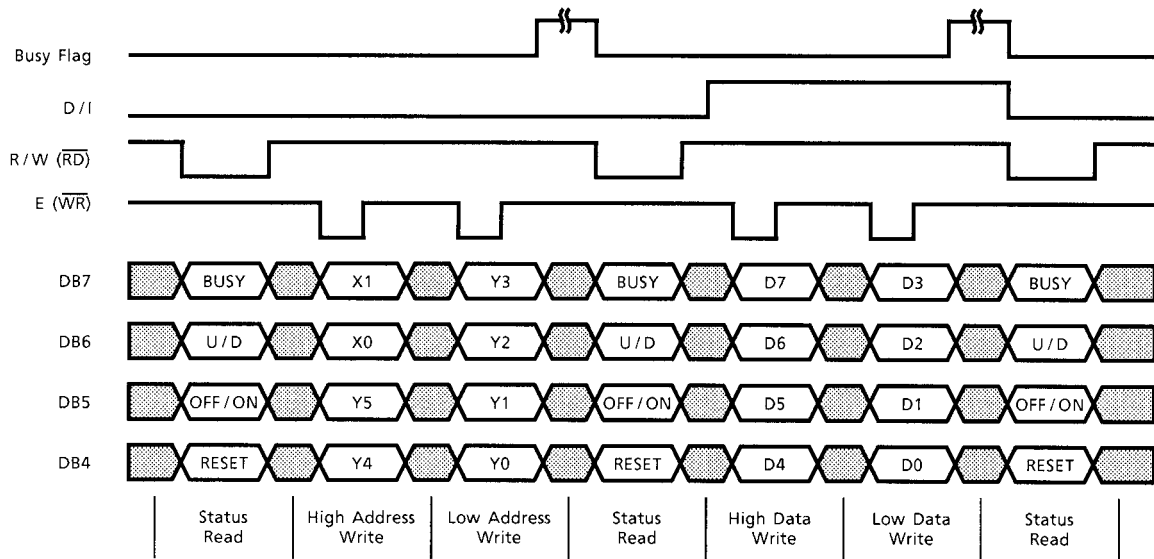 Busy Flag
D/I
R/W (RD)
E (WR)
DB7 BUSY X1 Y3 BUSY D7 D3 BUSY
DB6 U/D X0 Y2 U/D D6 D2 U/D
DB5 OFF/ON Y5 Y1 OFF/ON D5 D1 OFF/ON
DB4 RESET Y4 Y0 RESET D4 D0 RESET
Status Read
High Address Write
Low Address Write
Status Read
High Data Write
Low Data Write
Status Read